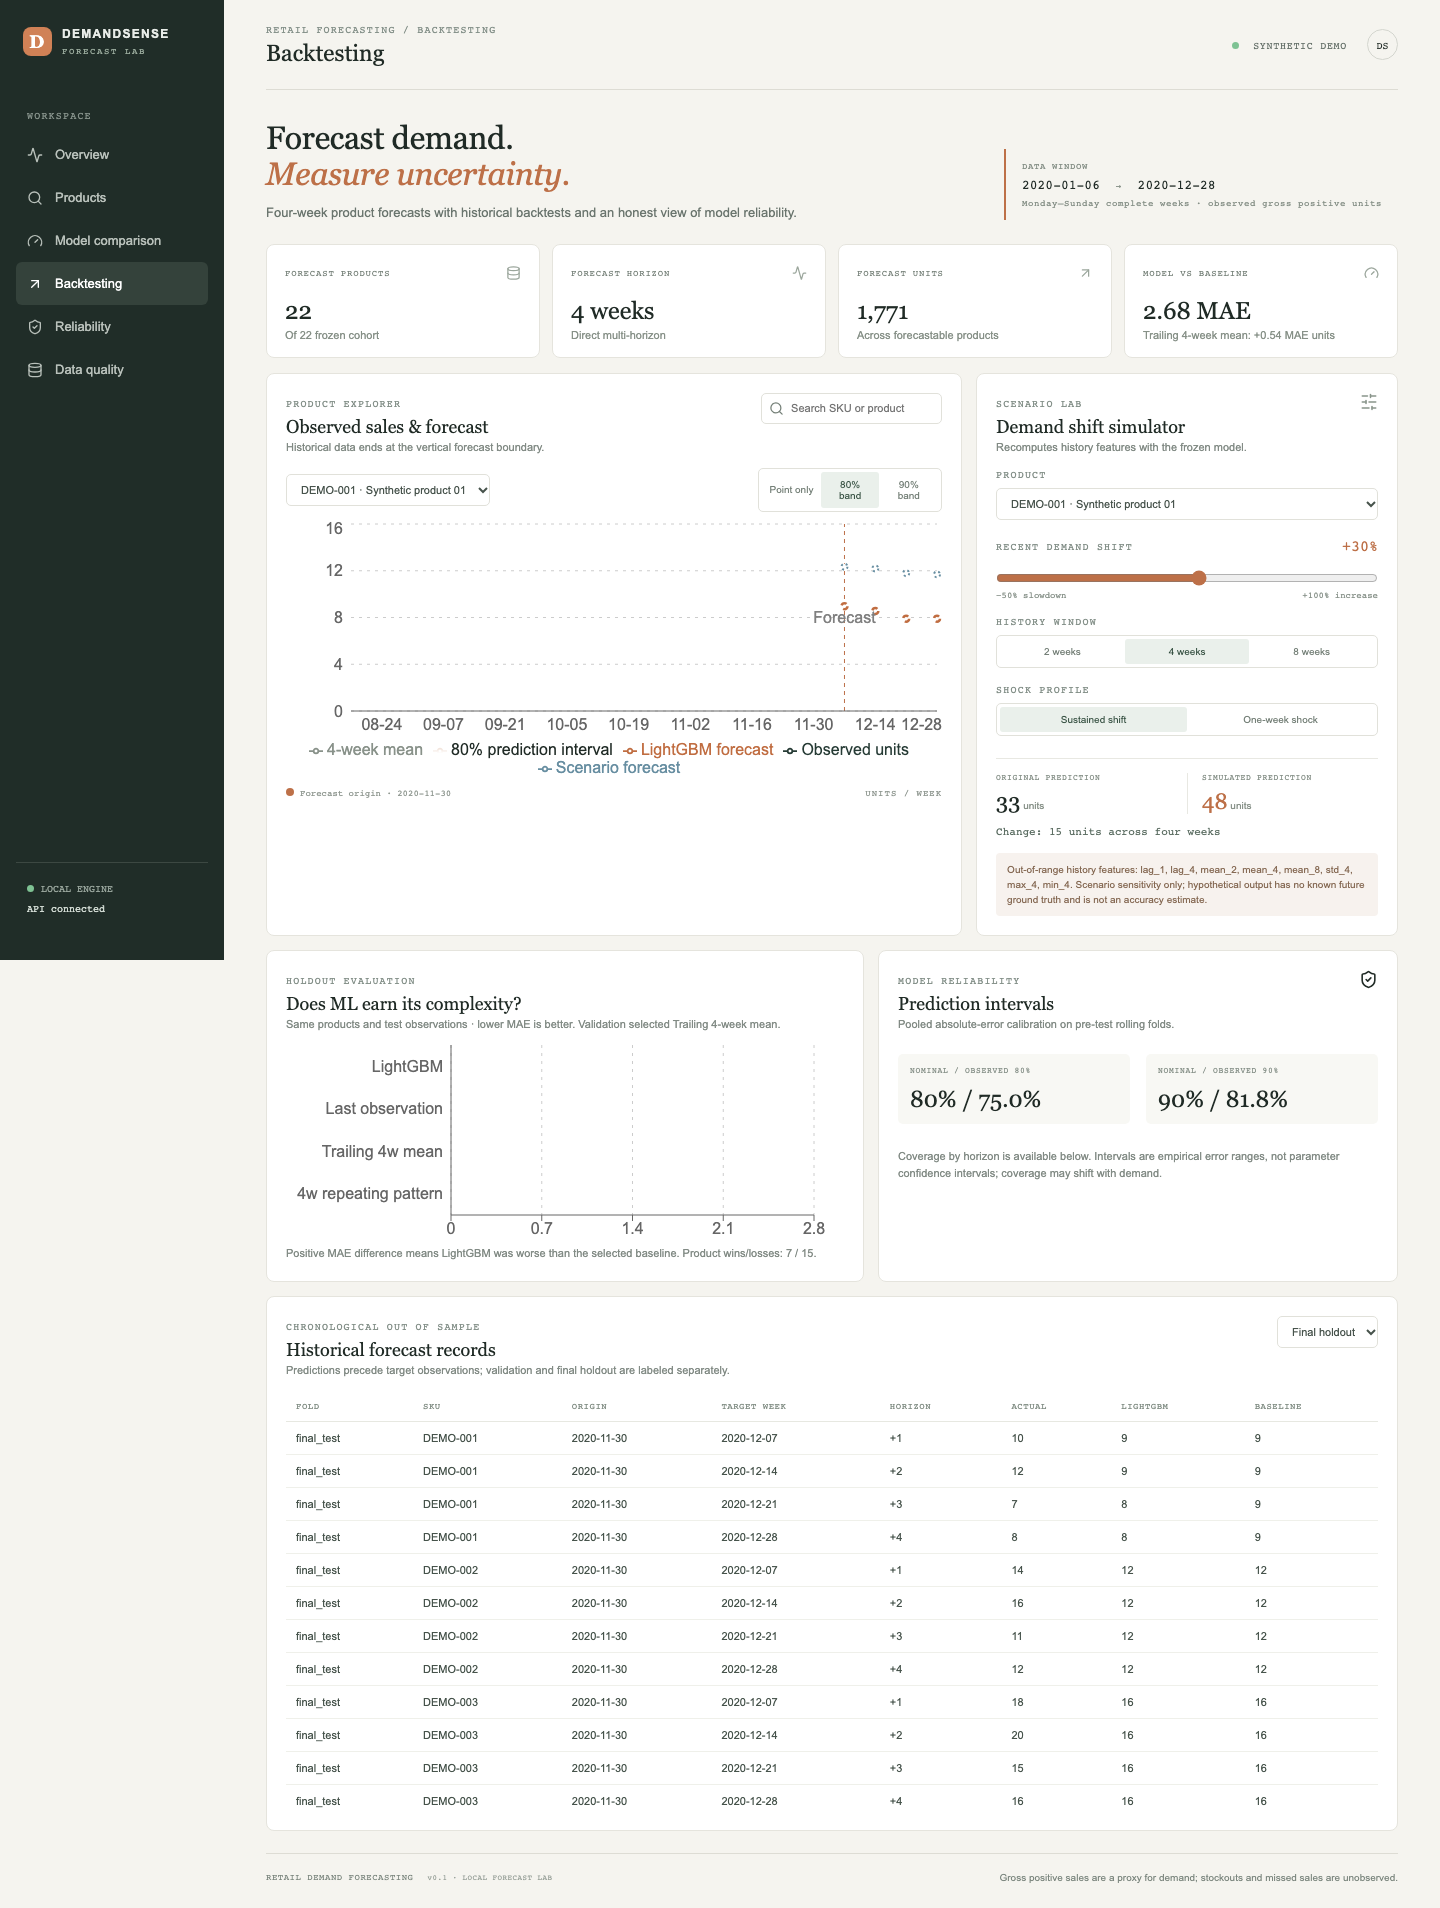 D
DEMANDSENSE
FORECAST LAB
WORKSPACE
Overview
Products
Model comparison
Backtesting
Reliability
Data quality
LOCAL ENGINE
API connected
RETAIL FORECASTING / BACKTESTING
Backtesting
SYNTHETIC DEMO
DS
Forecast demand.
Measure uncertainty.
Four-week product forecasts with historical backtests and an honest view of model reliability.
DATA WINDOW
2020-01-06 → 2020-12-28
Monday–Sunday complete weeks · observed gross positive units
FORECAST PRODUCTS
22
Of 22 frozen cohort
FORECAST HORIZON
4 weeks
Direct multi-horizon
FORECAST UNITS
1,771
Across forecastable products
MODEL VS BASELINE
2.68 MAE
Trailing 4-week mean: +0.54 MAE units
PRODUCT EXPLORER
Observed sales & forecast
Historical data ends at the vertical forecast boundary.
Search SKU or product
DEMO-001 · Synthetic product 01
Point only
80% band
90% band
16
12
8
4
0
Forecast
08-24 09-07 09-21 10-05 10-19 11-02 11-16 11-30 12-14 12-28
4-week mean 80% prediction interval LightGBM forecast Observed units
Scenario forecast
Forecast origin · 2020-11-30
UNITS / WEEK
SCENARIO LAB
Demand shift simulator
Recomputes history features with the frozen model.
PRODUCT
DEMO-001 · Synthetic product 01
RECENT DEMAND SHIFT +30%
−50% slowdown +100% increase
HISTORY WINDOW
2 weeks 4 weeks 8 weeks
SHOCK PROFILE
Sustained shift One-week shock
ORIGINAL PREDICTION
33 units
SIMULATED PREDICTION
48 units
Change: 15 units across four weeks
Out-of-range history features: lag_1, lag_4, mean_2, mean_4, mean_8, std_4,
max_4, min_4. Scenario sensitivity only; hypothetical output has no known future
ground truth and is not an accuracy estimate.
HOLDOUT EVALUATION
Does ML earn its complexity?
Same products and test observations · lower MAE is better. Validation selected Trailing 4-week mean.
LightGBM
Last observation
Trailing 4w mean
4w repeating pattern
0 0.7 1.4 2.1 2.8
Positive MAE difference means LightGBM was worse than the selected baseline. Product wins/losses: 7 / 15.
MODEL RELIABILITY
Prediction intervals
Pooled absolute-error calibration on pre-test rolling folds.
NOMINAL / OBSERVED 80%
80% / 75.0%
NOMINAL / OBSERVED 90%
90% / 81.8%
Coverage by horizon is available below. Intervals are empirical error ranges, not parameter
confidence intervals; coverage may shift with demand.
CHRONOLOGICAL OUT OF SAMPLE
Historical forecast records
Predictions precede target observations; validation and final holdout are labeled separately.
Final holdout
FOLD SKU ORIGIN TARGET WEEK HORIZON ACTUAL LIGHTGBM BASELINE
final_test DEMO-001 2020-11-30 2020-12-07 +1 10 9 9
final_test DEMO-001 2020-11-30 2020-12-14 +2 12 9 9
final_test DEMO-001 2020-11-30 2020-12-21 +3 7 8 9
final_test DEMO-001 2020-11-30 2020-12-28 +4 8 8 9
final_test DEMO-002 2020-11-30 2020-12-07 +1 14 12 12
final_test DEMO-002 2020-11-30 2020-12-14 +2 16 12 12
final_test DEMO-002 2020-11-30 2020-12-21 +3 11 12 12
final_test DEMO-002 2020-11-30 2020-12-28 +4 12 12 12
final_test DEMO-003 2020-11-30 2020-12-07 +1 18 16 16
final_test DEMO-003 2020-11-30 2020-12-14 +2 20 16 16
final_test DEMO-003 2020-11-30 2020-12-21 +3 15 16 16
final_test DEMO-003 2020-11-30 2020-12-28 +4 16 16 16
RETAIL DEMAND FORECASTING v0.1 · LOCAL FORECAST LAB
Gross positive sales are a proxy for demand; stockouts and missed sales are unobserved.